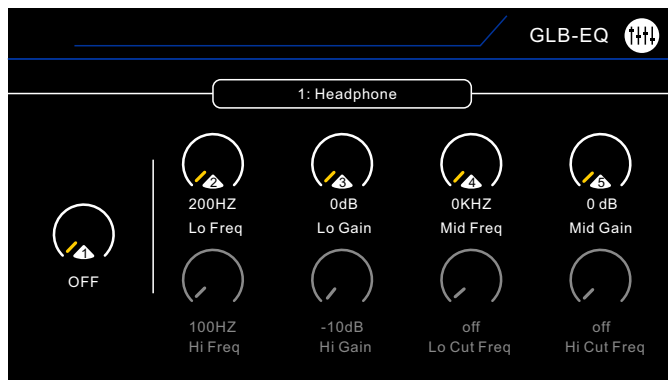 GLB-EQ
1: Headphone
2 3 4 5
200HZ 0dB 0KHZ 0 dB
Lo Freq Lo Gain Mid Freq Mid Gain
1
OFF
100HZ -10dB off off
Hi Freq Hi Gain Lo Cut Freq Hi Cut Freq